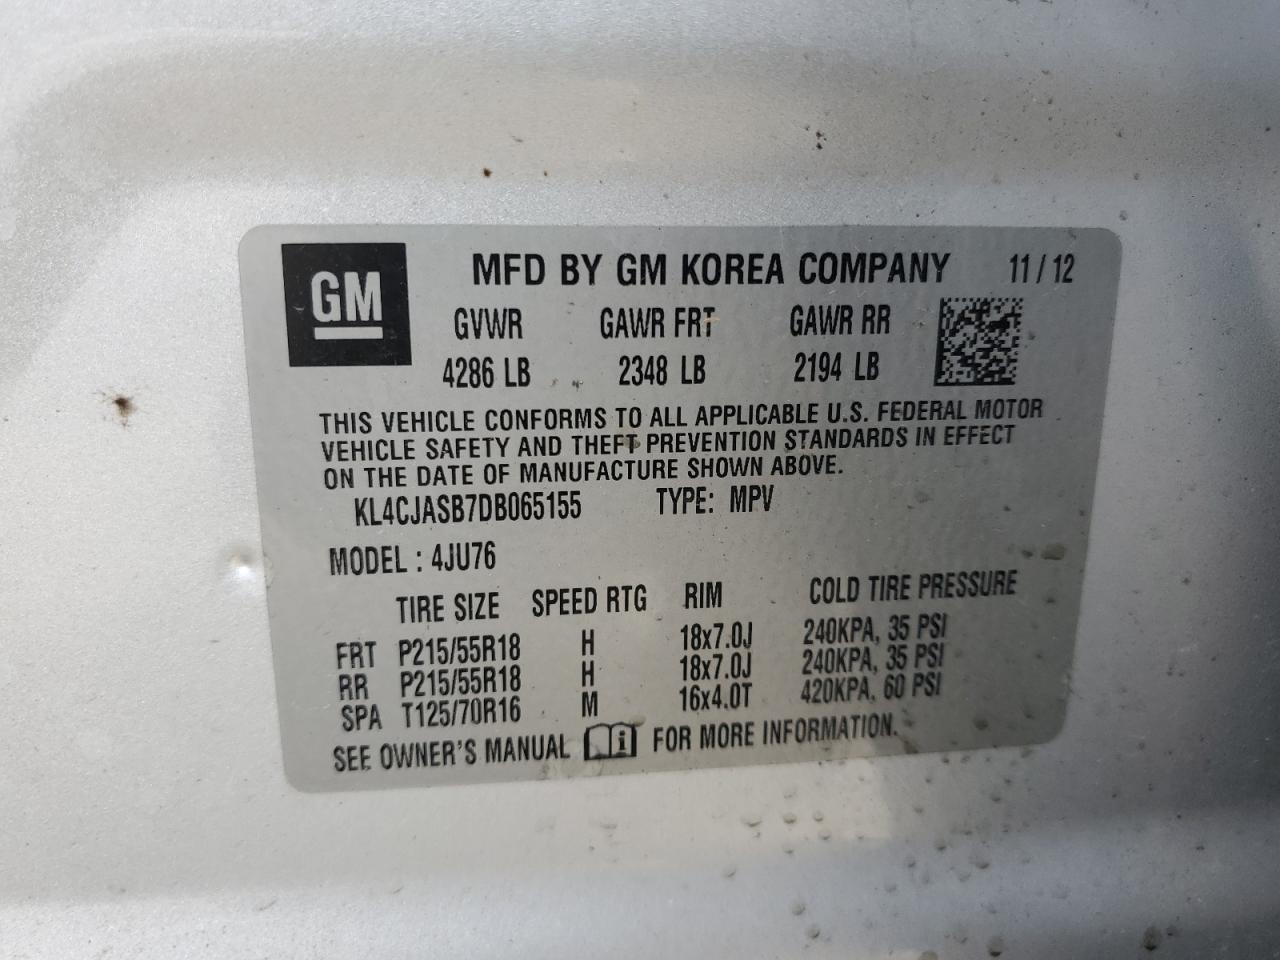 GM
MFD BY GM KOREA COMPANY 11/12
GVWR GAWR FRT GAWR RR
4286 LB 2348 LB 2194 LB
THIS VEHICLE CONFORMS TO ALL APPLICABLE U.S. FEDERAL MOTOR
VEHICLE SAFETY AND THEFT PREVENTION STANDARDS IN EFFECT
ON THE DATE OF MANUFACTURE SHOWN ABOVE.
KL4CJASB7DB065155 TYPE: MPV
MODEL : 4JU76
TIRE SIZE SPEED RTG RIM COLD TIRE PRESSURE
FRT P215/55R18 H 18x7.0J 240KPA, 35 PSI
RR P215/55R18 H 18x7.0J 240KPA, 35 PSI
SPA T125/70R16 M 16x4.0T 420KPA, 60 PSI
SEE OWNER'S MANUAL i FOR MORE INFORMATION.